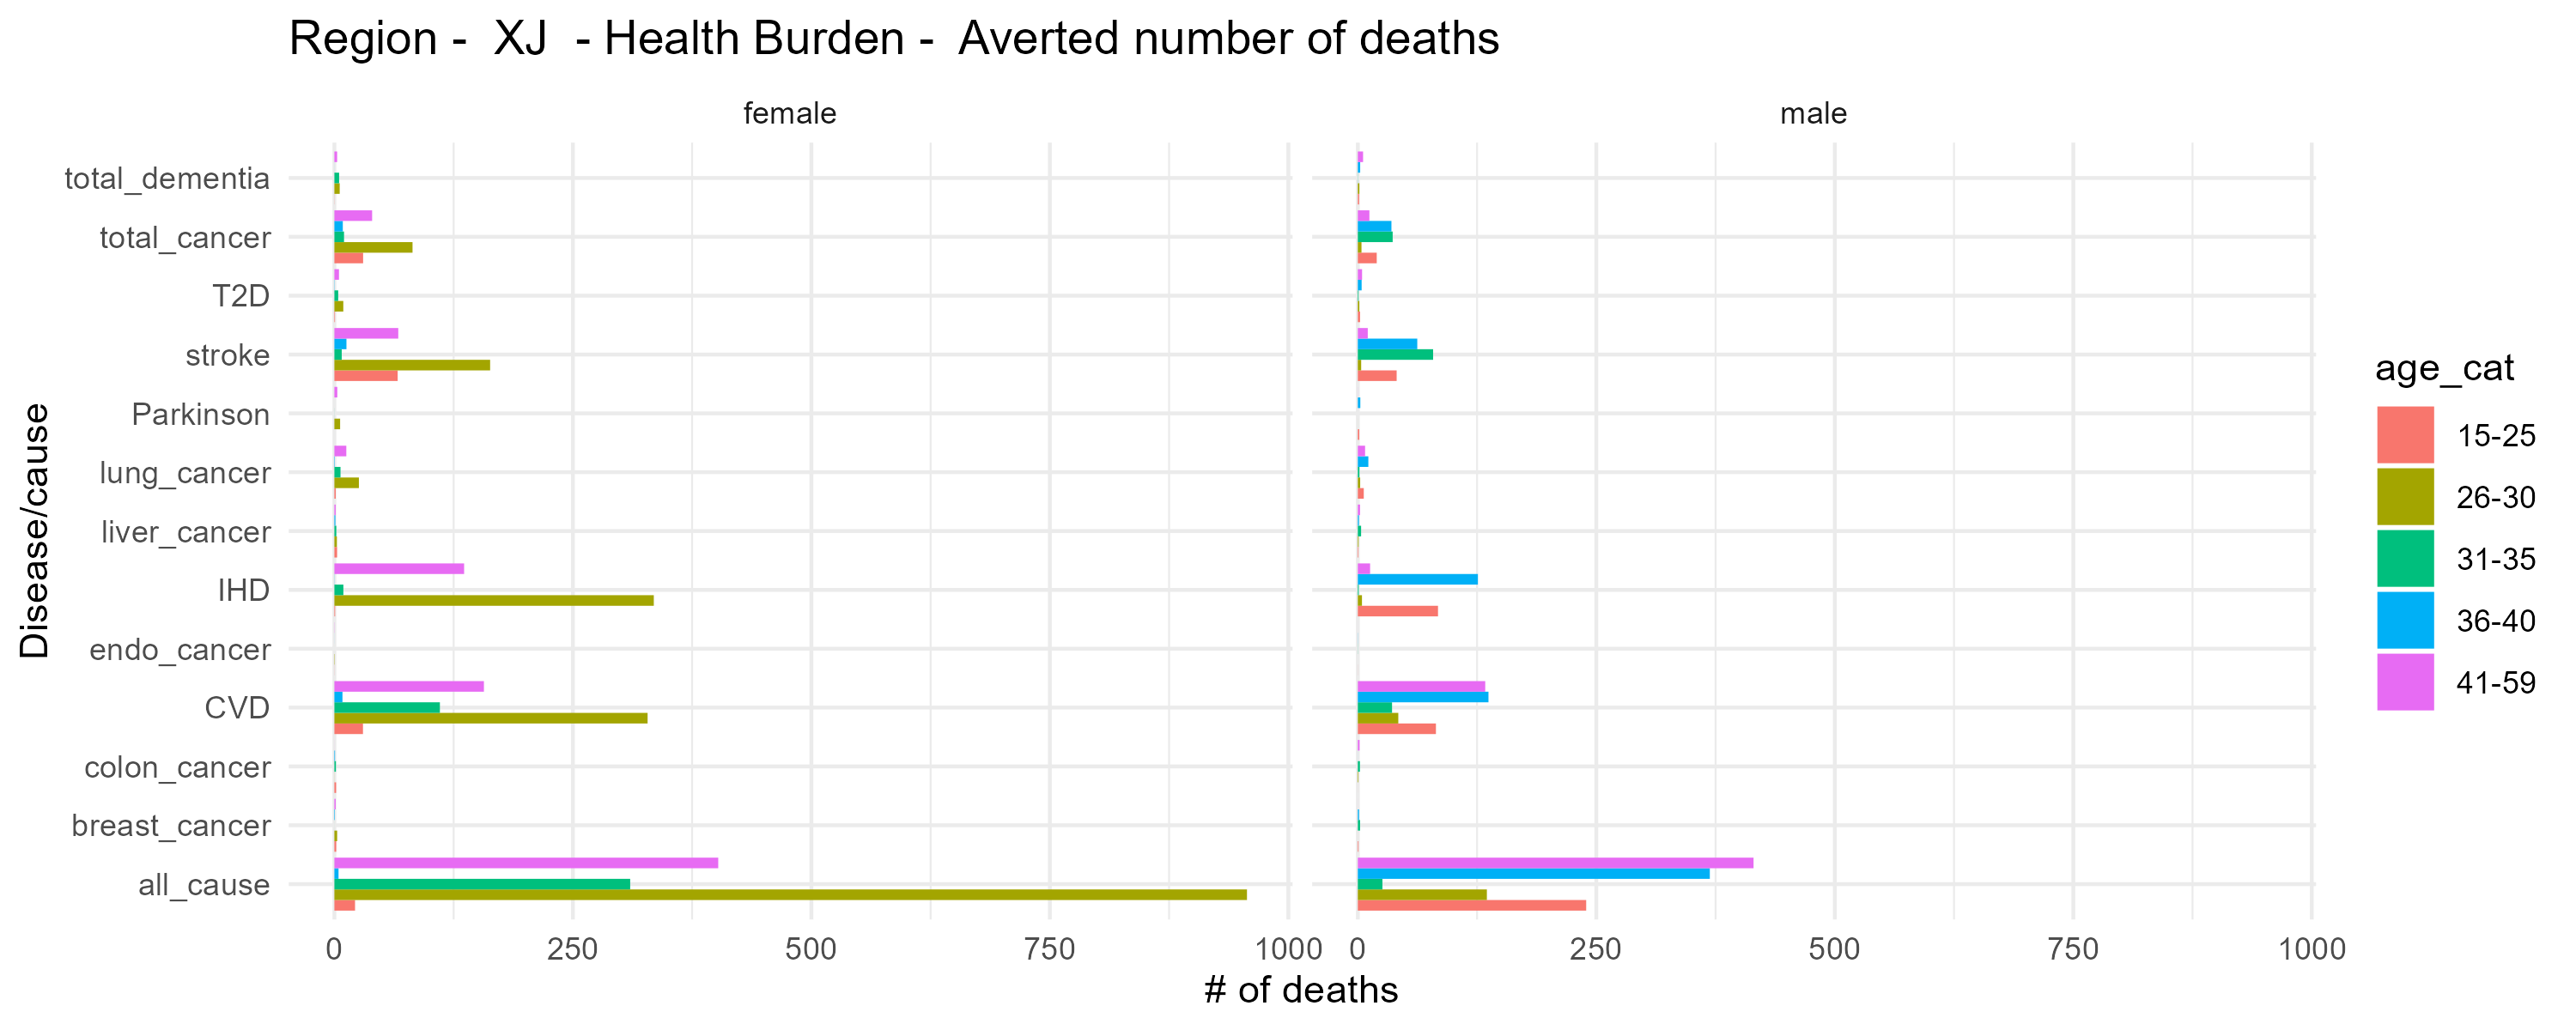 Region -  XJ  - Health Burden -  Averted number of deaths
female
male
total_dementia
total_cancer
T2D
stroke
Parkinson
lung_cancer
liver_cancer
IHD
endo_cancer
CVD
colon_cancer
breast_cancer
all_cause
Disease/cause
0 250 500 750 1000
0 250 500 750 1000
# of deaths
age_cat
15-25
26-30
31-35
36-40
41-59